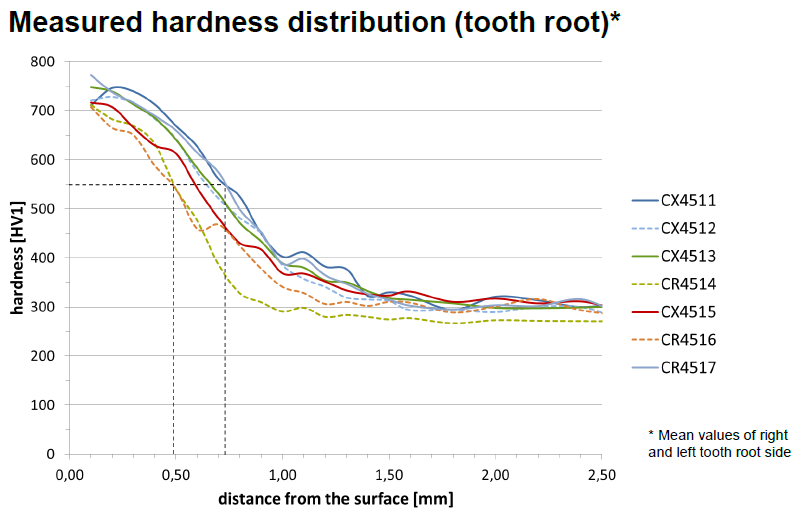 Measured hardness distribution (tooth root)*
800
700
600
500
400
300
200
100
0
hardness [HV1]
0,00
0,50
1,00
1,50
2,00
2,50
distance from the surface [mm]
CX4511
CX4512
CX4513
CR4514
CX4515
CR4516
CR4517
* Mean values of right
and left tooth root side